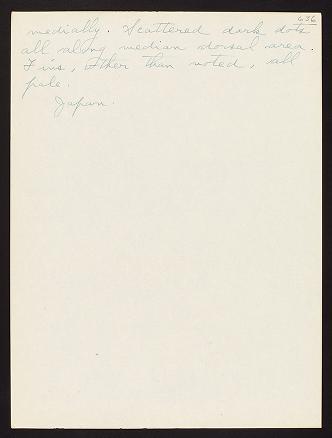 636
medially. Scattered dark dots
all along median dorsal area.
Fins, other than noted, all
pale.
Japan.